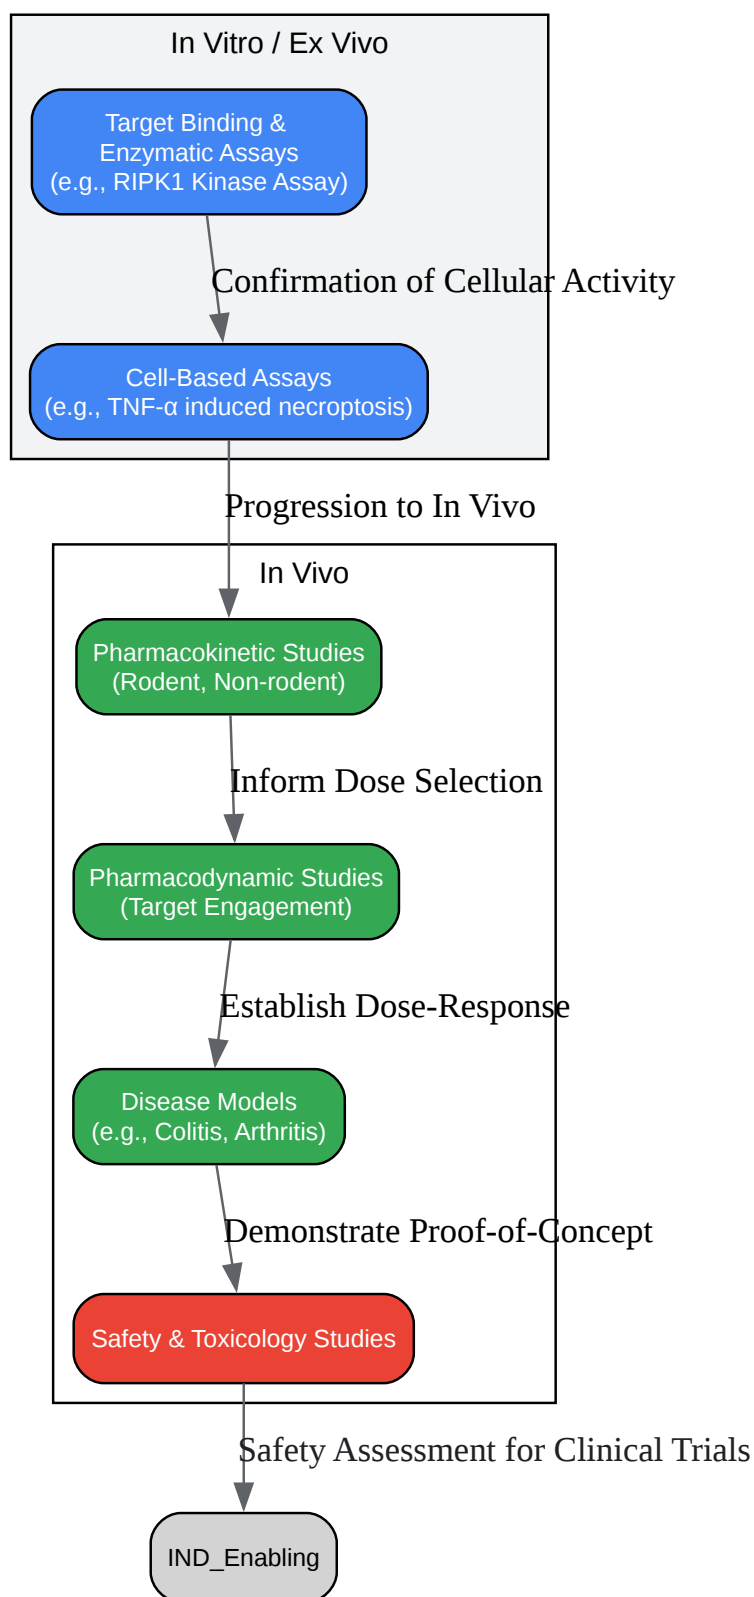 In Vitro / Ex Vivo
Target Binding &
Enzymatic Assays
(e.g., RIPK1 Kinase Assay)
Confirmation of Cellular Activity
Cell-Based Assays
(e.g., TNF-α induced necroptosis)
Progression to In Vivo
In Vivo
Pharmacokinetic Studies
(Rodent, Non-rodent)
Inform Dose Selection
Pharmacodynamic Studies
(Target Engagement)
Establish Dose-Response
Disease Models
(e.g., Colitis, Arthritis)
Demonstrate Proof-of-Concept
Safety & Toxicology Studies
Safety Assessment for Clinical Trials
IND_Enabling